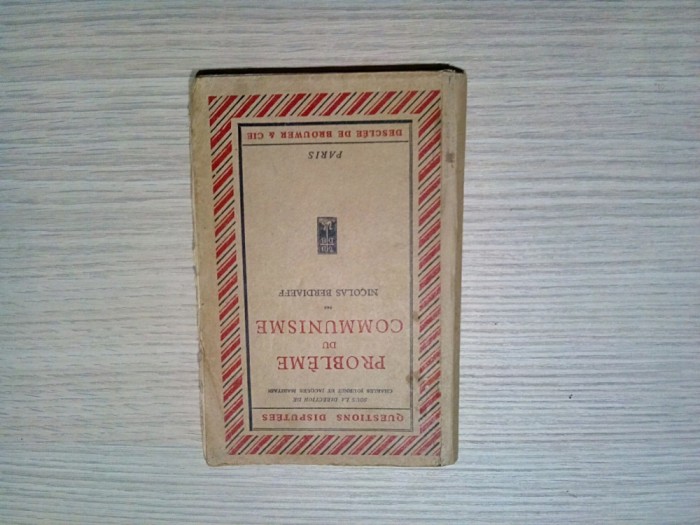 QUESTIONS DISPUTÉES
SOUS LA DIRECTION DE
CHARLES JOURNET ET JACQUES MARITAIN
PROBLÈME
DU
COMMUNISME
PAR
NICOLAS BERDIAEFF
PARIS
DESCLÉE DE BROUWER & CIE